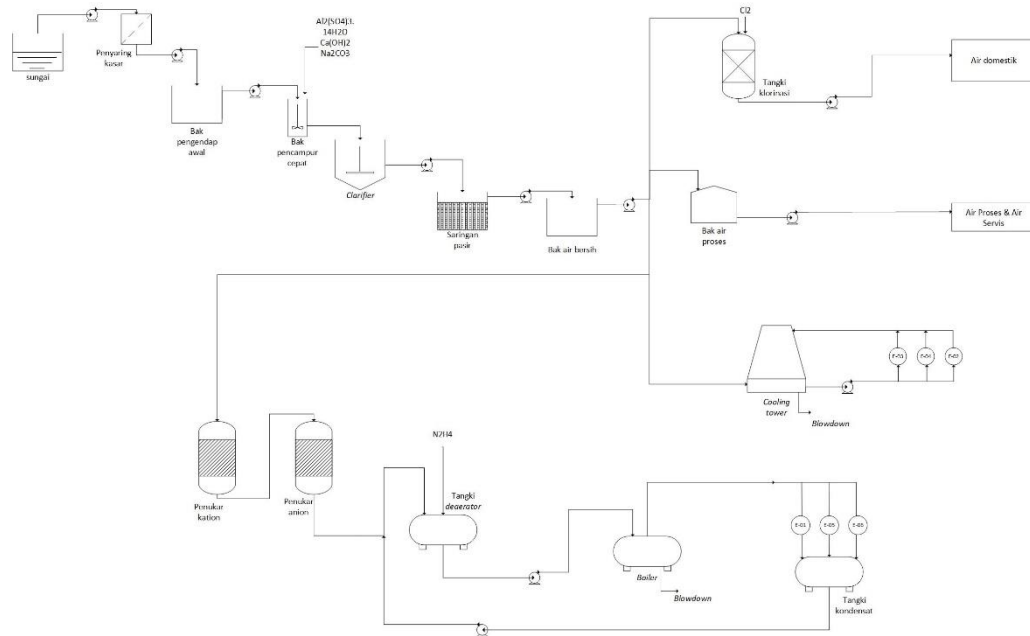 Al2(SO4)3.
14H2O
Ca(OH)2
Na2CO3
Cl2
sungai
Penyaring
kasar
Bak
pengendap
awal
Bak
pencampur
cepat
Clarifier
Saringan
pasir
Bak air bersih
Tangki
klorinasi
Air domestik
Bak air
proses
Air Proses & Air
Servis
Cooling
tower
Blowdown
Penukar
kation
Penukar
anion
N2H4
Tangki
deaerator
Boiler
Blowdown
E-01
E-05
Tangki
kondensat